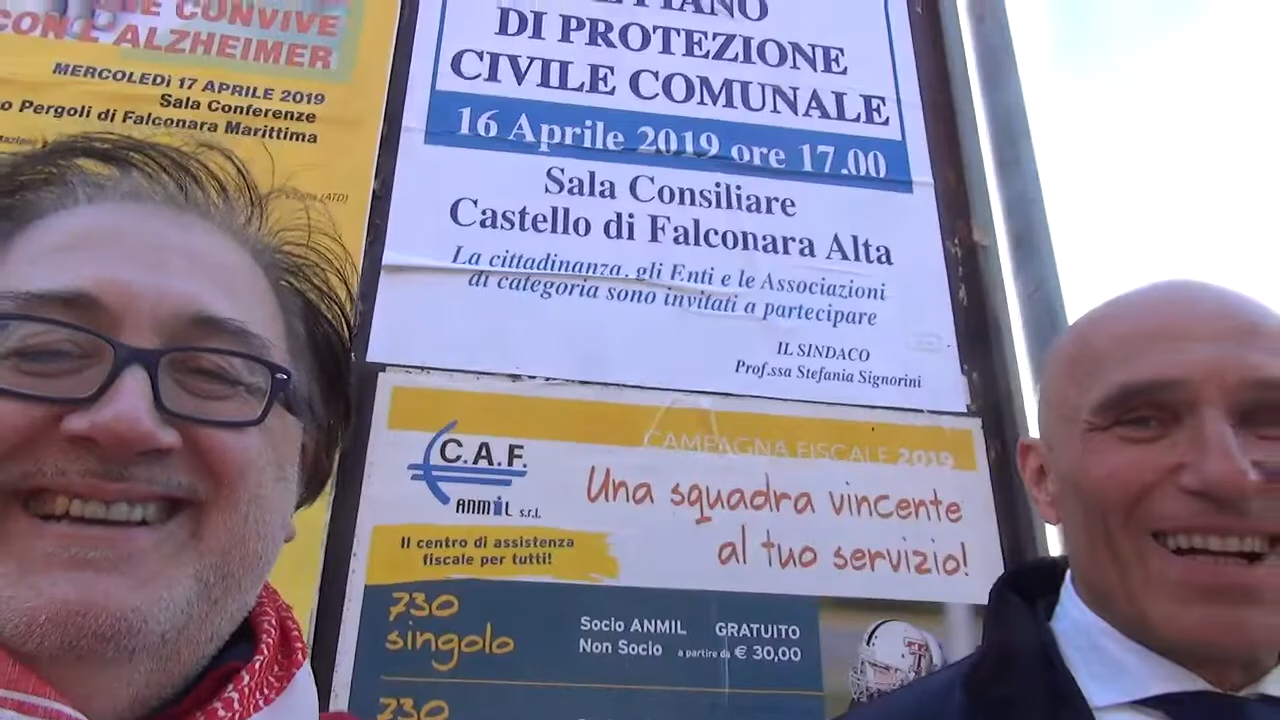 CONVIVE
CON L'ALZHEIMER
MERCOLEDÌ 17 APRILE 2019
Sala Conferenze
o Pergoli di Falconara Marittima
(ATD)
DI PROTEZIONE
CIVILE COMUNALE
16 Aprile 2019 ore 17.00
Sala Consiliare
Castello di Falconara Alta
La cittadinanza, gli Enti e le Associazioni
di categoria sono invitati a partecipare
IL SINDACO
Prof.ssa Stefania Signorini
CAMPAGNA FISCALE 2019
C.A.F.
ANMIL s.r.l.
Una squadra vincente
al tuo servizio!
Il centro di assistenza
fiscale per tutti!
730
singolo
Socio ANMIL GRATUITO
Non Socio a partire da € 30,00
730